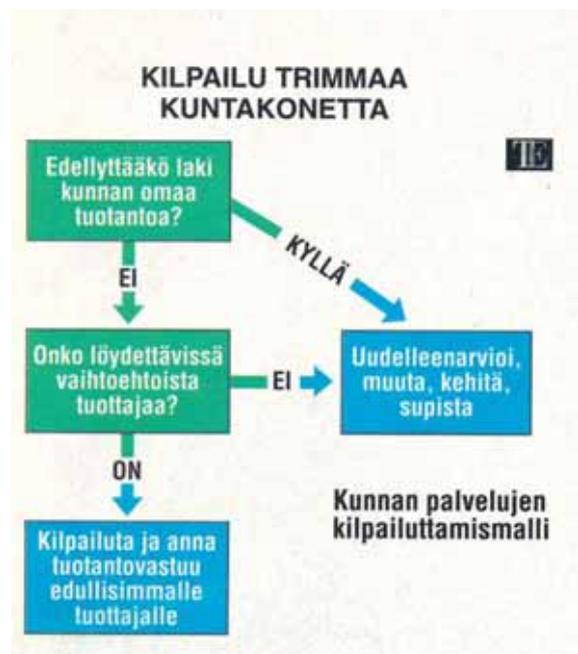 KILPAILU TRIMMAA
KUNTAKONETTA
TE
Edellyttääkö laki
kunnan omaa
tuotantoa?
KYLLÄ
EI
Onko löydettävissä
vaihtoehtoista
tuottajaa?
EI
Uudelleenarvioi,
muuta, kehitä,
supista
ON
Kunnan palvelujen
kilpailuttamismalli
Kilpailuta ja anna
tuotantovastuu
edullisimmalle
tuottajalle